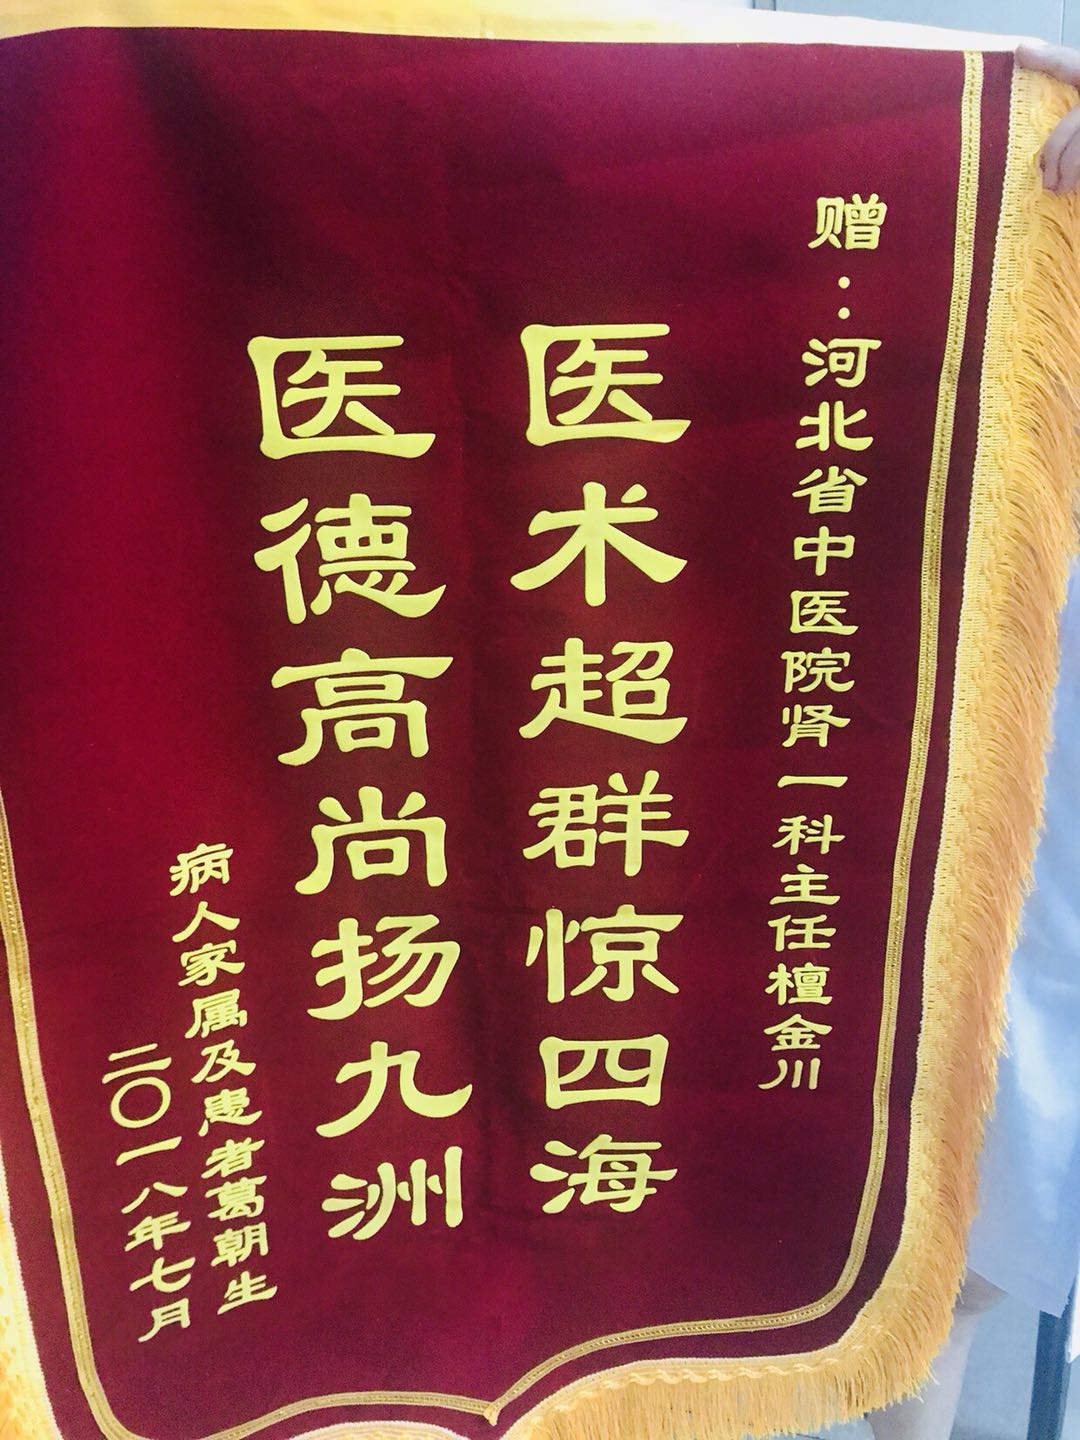 赠：河北省中医院肾一科主任檀金川
医术超群惊四海
医德高尚扬九洲
病人家属及患者葛朝生
二〇一八年七月